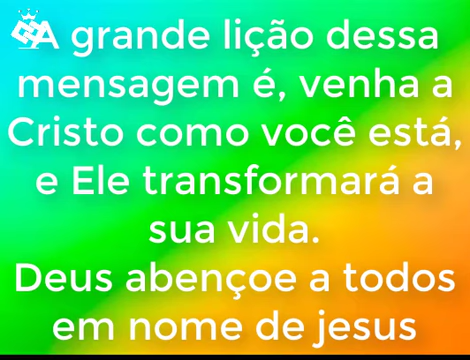 A grande lição dessa
mensagem é, venha a
Cristo como você está,
e Ele transformará a
sua vida.
Deus abençoe a todos
em nome de jesus